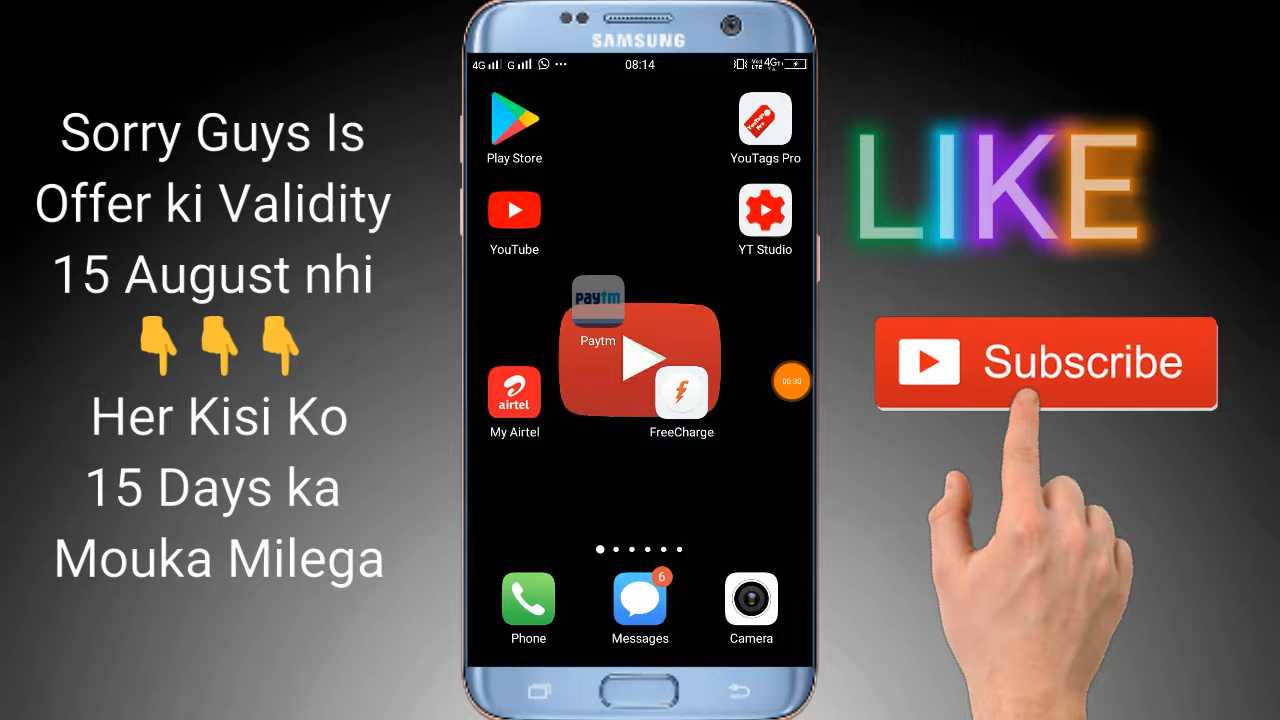 Sorry Guys Is
Offer ki Validity
15 August nhi
👇👇👇
Her Kisi Ko
15 Days ka
Mouka Milega
SAMSUNG
4G G ... 08:14 4G
Play Store
YouTags Pro
YouTube
YT Studio
paytm
Paytm
00:30
airtel
My Airtel
FreeCharge
6
Phone
Messages
Camera
LIKE
Subscribe